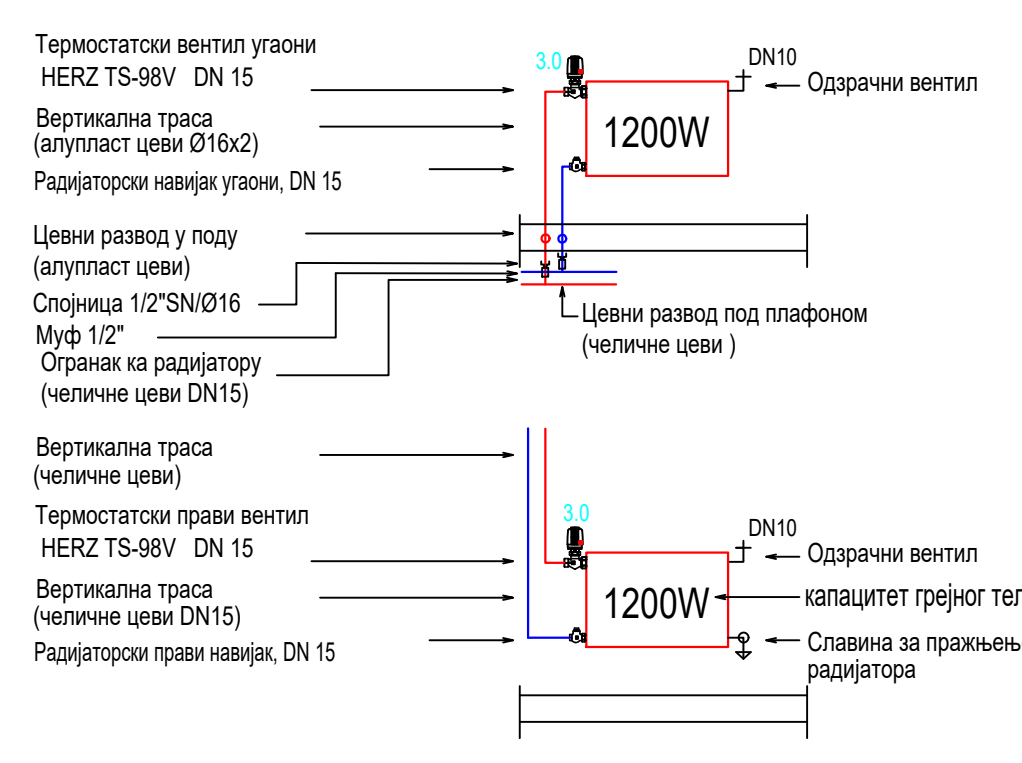 Термостатски вентил угаони
HERZ TS-98V DN 15
Вертикална траса
(алупласт цеви Ø16x2)
Радијаторски навијак угаони, DN 15
Цевни развод у поду
(алупласт цеви)
Спојница 1/2"SN/Ø16
Муф 1/2"
Огранак ка радијатору
(челичне цеви DN15)
3.0
1200W
DN10
Одзрачни вентил
Цевни развод под плафоном
(челичне цеви )
Вертикална траса
(челичне цеви)
Термостатски прави вентил
HERZ TS-98V DN 15
Вертикална траса
(челичне цеви DN15)
Радијаторски прави навијак, DN 15
3.0
1200W
DN10
Одзрачни вентил
капацитет грејног тел
Славина за пражњењ
радијатора